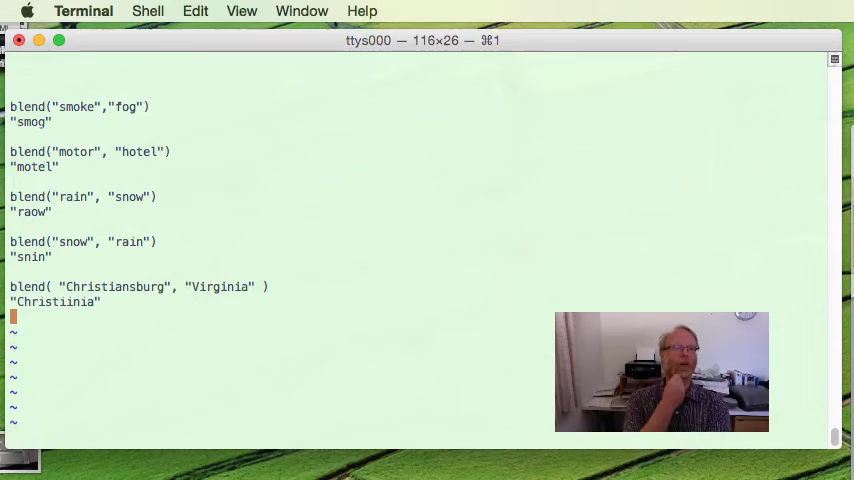 Terminal Shell Edit View Window Help
ttys000 — 116×26 — ⌘1
blend("smoke","fog")
"smog"
blend("motor", "hotel")
"motel"
blend("rain", "snow")
"raow"
blend("snow", "rain")
"snin"
blend( "Christiansburg", "Virginia" )
"Christiinia"
~
~
~
~
~
~
~